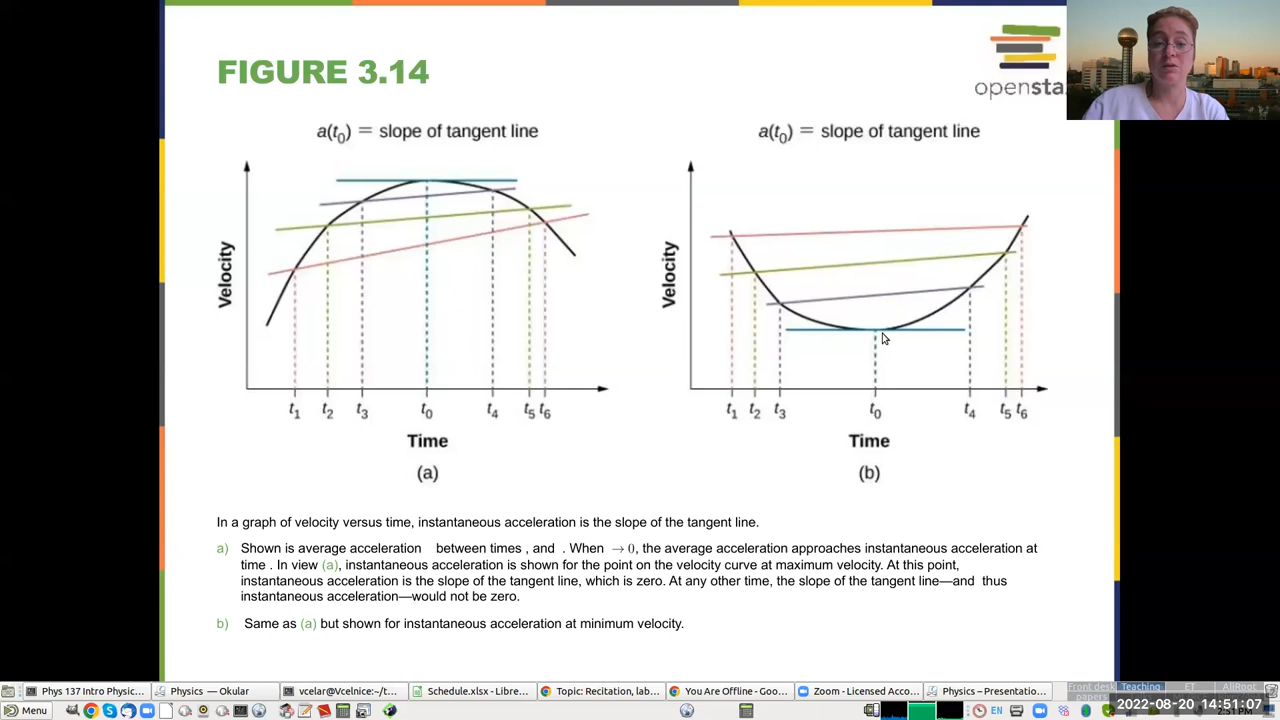 FIGURE 3.14
opensta
a(t0) = slope of tangent line
a(t0) = slope of tangent line
Velocity
Velocity
t1 t2 t3 t0 t4 t5 t6
t1 t2 t3 t0 t4 t5 t6
Time
Time
(a)
(b)
In a graph of velocity versus time, instantaneous acceleration is the slope of the tangent line.
a) Shown is average acceleration between times , and . When → 0, the average acceleration approaches instantaneous acceleration at
time . In view (a), instantaneous acceleration is shown for the point on the velocity curve at maximum velocity. At this point,
instantaneous acceleration is the slope of the tangent line, which is zero. At any other time, the slope of the tangent line—and thus
instantaneous acceleration—would not be zero.
b) Same as (a) but shown for instantaneous acceleration at minimum velocity.
Phys 137 Intro Physic...
Physics — Okular
vcelar@Vcelnice:~/t...
Schedule.xlsx - Libre...
Topic: Recitation, lab...
You Are Offline - Goo...
Zoom - Licensed Acco...
Physics – Presentatio...
Front desk Teaching ET AliRoot
papers
Menu
EN
2022-08-20 14:51:07